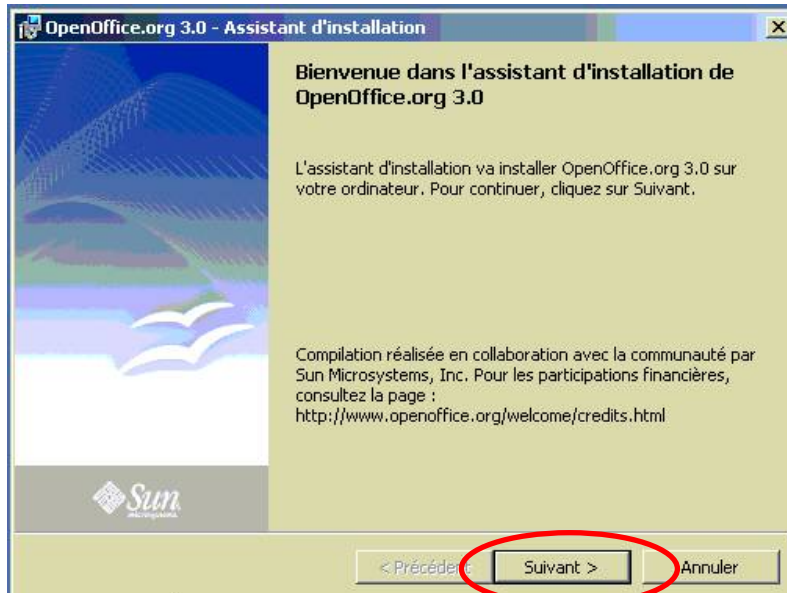 OpenOffice.org 3.0 - Assistant d'installation
Bienvenue dans l'assistant d'installation de
OpenOffice.org 3.0
L'assistant d'installation va installer OpenOffice.org 3.0 sur
votre ordinateur. Pour continuer, cliquez sur Suivant.
Compilation réalisée en collaboration avec la communauté par
Sun Microsystems, Inc. Pour les participations financières,
consultez la page :
http://www.openoffice.org/welcome/credits.html
Sun
microsystems
< Précédent Suivant > Annuler